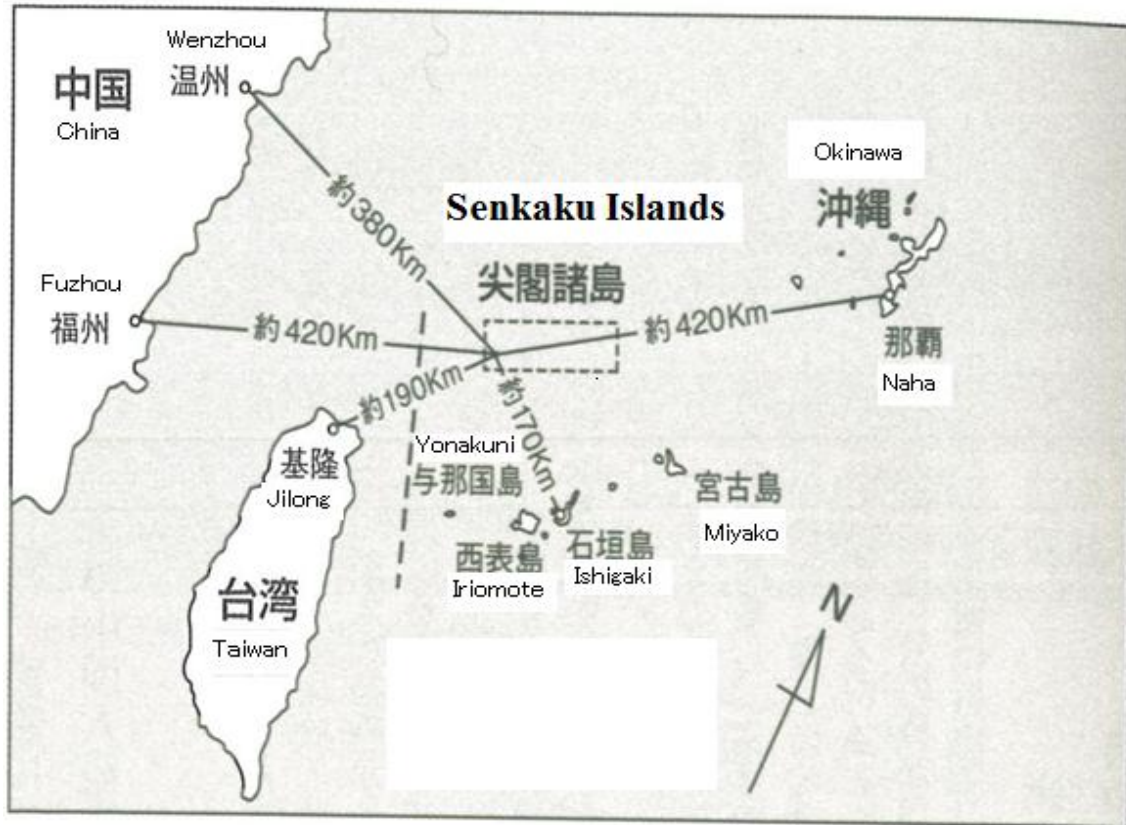 Wenzhou
温州
中国
China
約380Km
Senkaku Islands
尖閣諸島
Okinawa
沖縄
Fuzhou
福州
約420Km
約420Km
那覇
Naha
約190Km
約170Km
基隆
Jilong
Yonakuni
与那国島
宮古島
Miyako
西表島
Iriomote
石垣島
Ishigaki
台湾
Taiwan
N